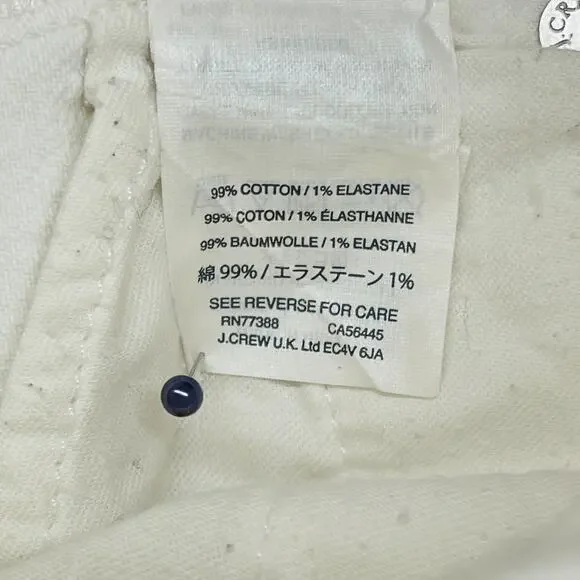 J.CR
99% COTTON / 1% ELASTANE
99% COTON / 1% ÉLASTHANNE
99% BAUMWOLLE / 1% ELASTAN
綿 99% / エラステーン 1%
SEE REVERSE FOR CARE
RN77388 CA56445
J.CREW U.K. Ltd EC4V 6JA